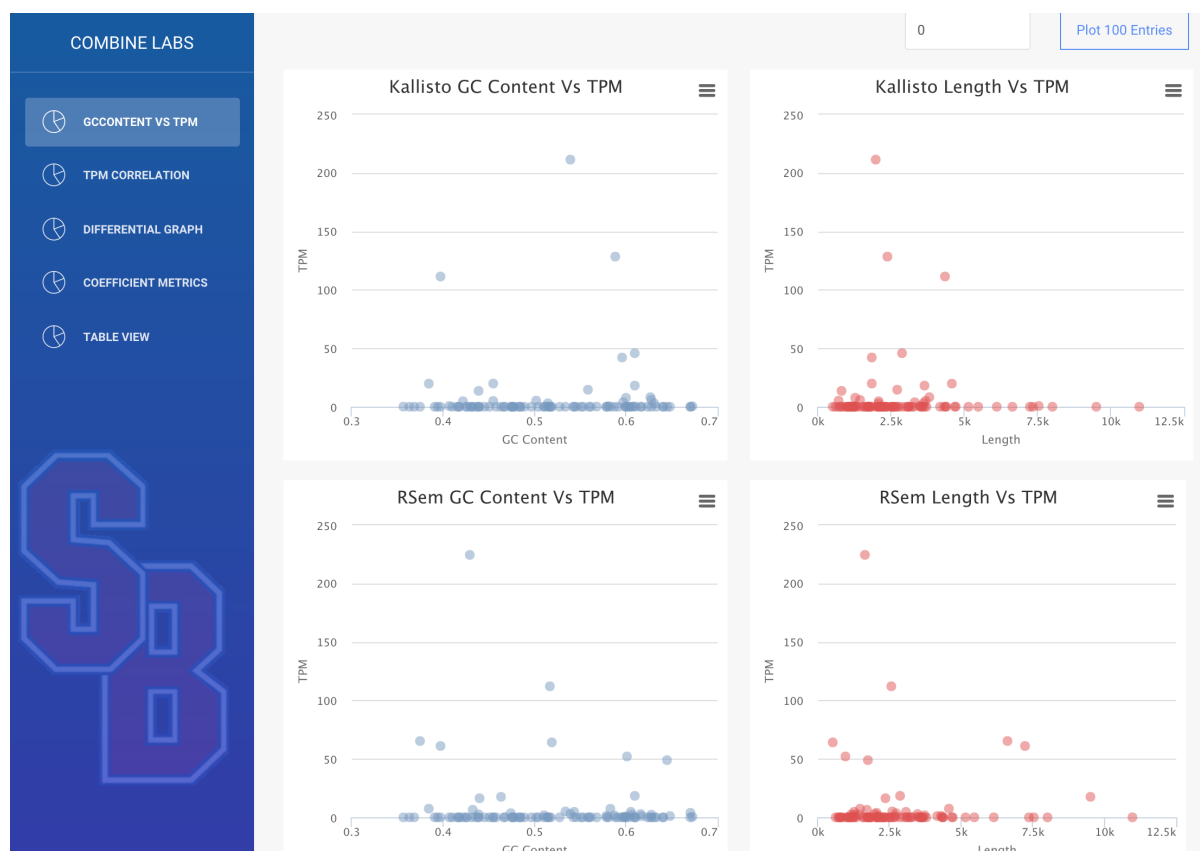 COMBINE LABS
GCCONTENT VS TPM
TPM CORRELATION
DIFFERENTIAL GRAPH
COEFFICIENT METRICS
TABLE VIEW
SB
0
Plot 100 Entries
Kallisto GC Content Vs TPM
250
200
150
100
50
0
TPM
0.3 0.4 0.5 0.6 0.7
GC Content
Kallisto Length Vs TPM
250
200
150
100
50
0
TPM
0k 2.5k 5k 7.5k 10k 12.5k
Length
RSem GC Content Vs TPM
250
200
150
100
50
0
TPM
0.3 0.4 0.5 0.6 0.7
GC Content
RSem Length Vs TPM
250
200
150
100
50
0
TPM
0k 2.5k 5k 7.5k 10k 12.5k
Length